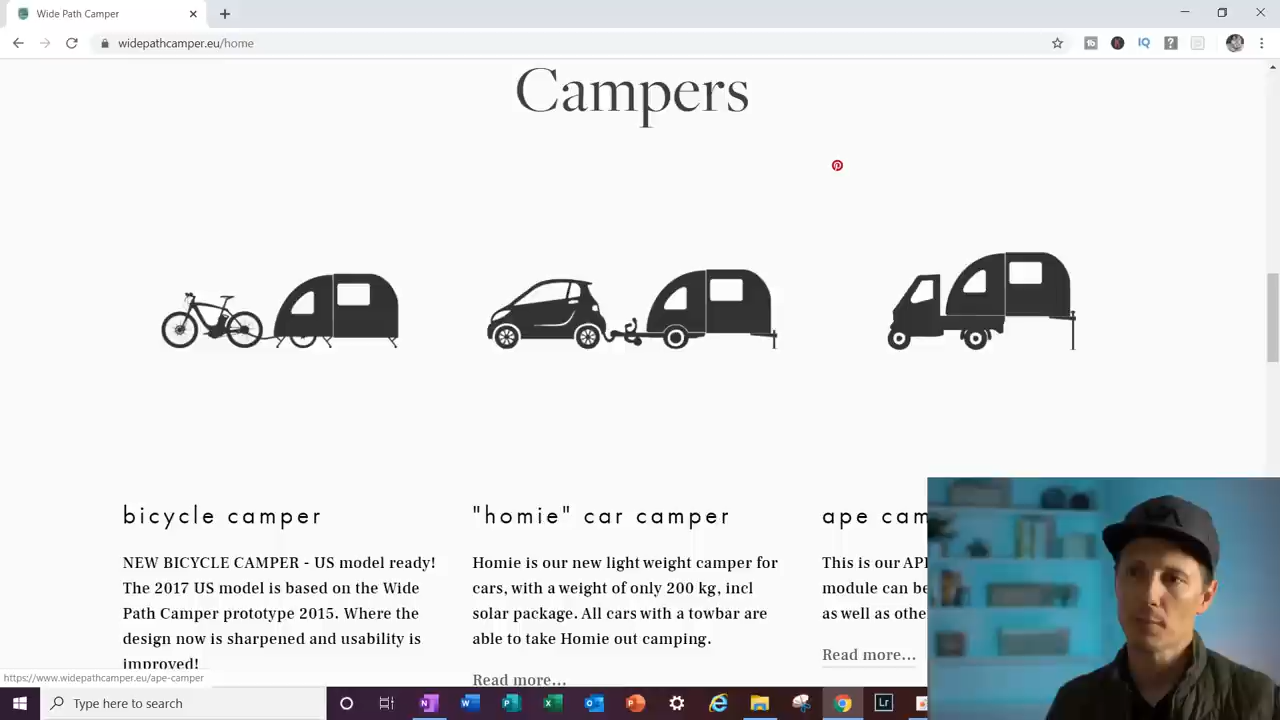 Wide Path Camper
widepathcamper.eu/home
IQ
Campers
bicycle camper
NEW BICYCLE CAMPER - US model ready!
The 2017 US model is based on the Wide
Path Camper prototype 2015. Where the
design now is sharpened and usability is
improved!
"homie" car camper
Homie is our new light weight camper for
cars, with a weight of only 200 kg, incl
solar package. All cars with a towbar are
able to take Homie out camping.
Read more...
ape cam
This is our API
module can be
as well as othe
Read more...
https://www.widepathcamper.eu/ape-camper
Type here to search
Lr